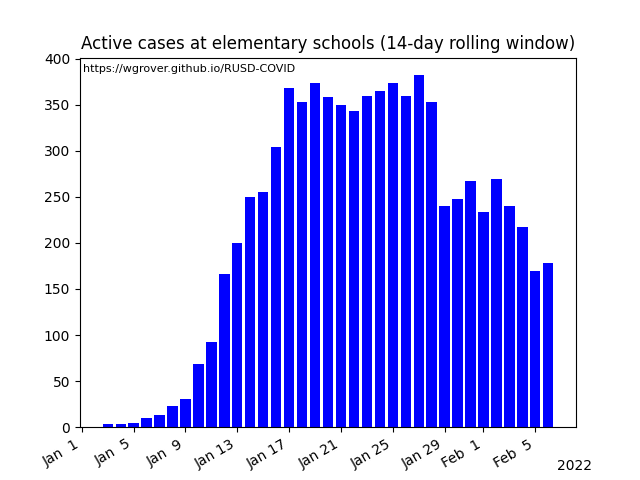 Active cases at elementary schools (14-day rolling window)
https://wgrover.github.io/RUSD-COVID
400
350
300
250
200
150
100
50
0
Jan 1
Jan 5
Jan 9
Jan 13
Jan 17
Jan 21
Jan 25
Jan 29
Feb 1
Feb 5
2022